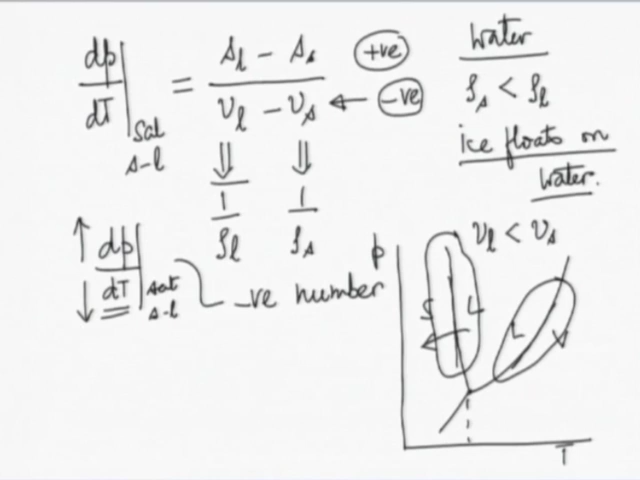 dp/dT|sat s-l = (s_l - s_s) / (v_l - v_s) +ve ← -ve
⇓ ⇓
1/ρ_l 1/ρ_s
↑ dp
↓ dT | sat s-l
-ve number
Water
ρ_s < ρ_l
ice floats on
water.
v_l < v_s
p
S L
L V
T